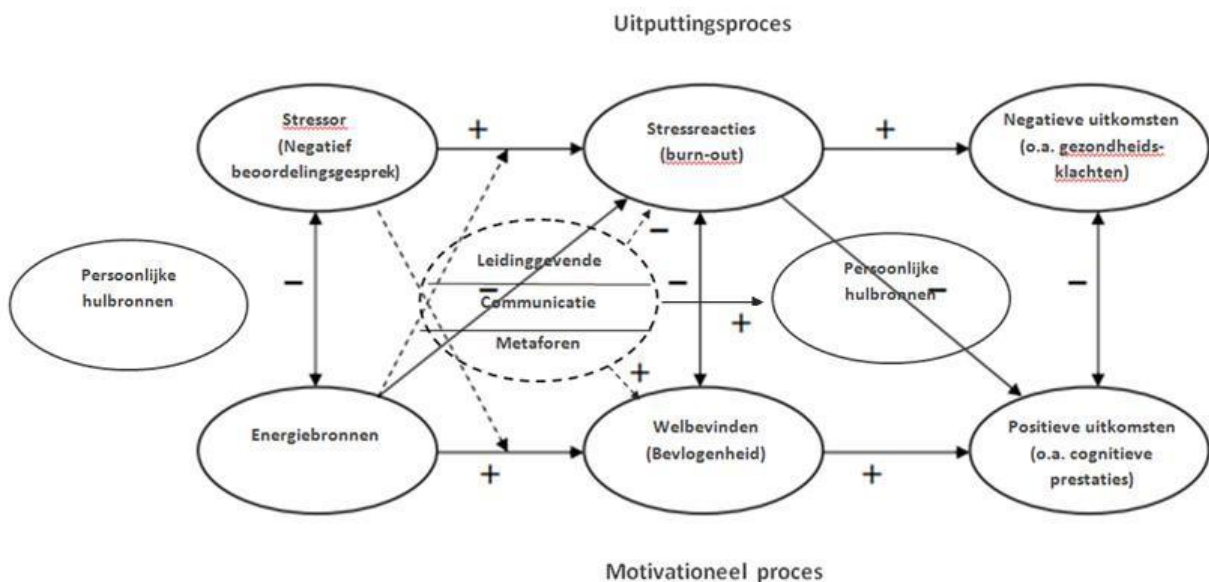 Uitputtingsproces
Stressor
(Negatief
beoordelingsgesprek)
+
Stressreacties
(burn-out)
+
Negatieve uitkomsten
(o.a. gezondheids-
klachten)
Persoonlijke
hulbronnen
–
Leidinggevende
–
Communicatie
Metaforen
–
–
+
+
Persoonlijke
hulbronnen
–
–
Energiebronnen
+
Welbevinden
(Bevlogenheid)
+
Positieve uitkomsten
(o.a. cognitieve
prestaties)
Motivationeel proces